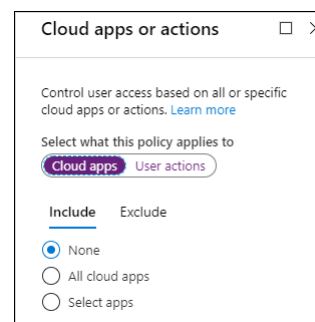 Cloud apps or actions
Control user access based on all or specific
cloud apps or actions. Learn more
Select what this policy applies to
Cloud apps User actions
Include Exclude
None
All cloud apps
Select apps